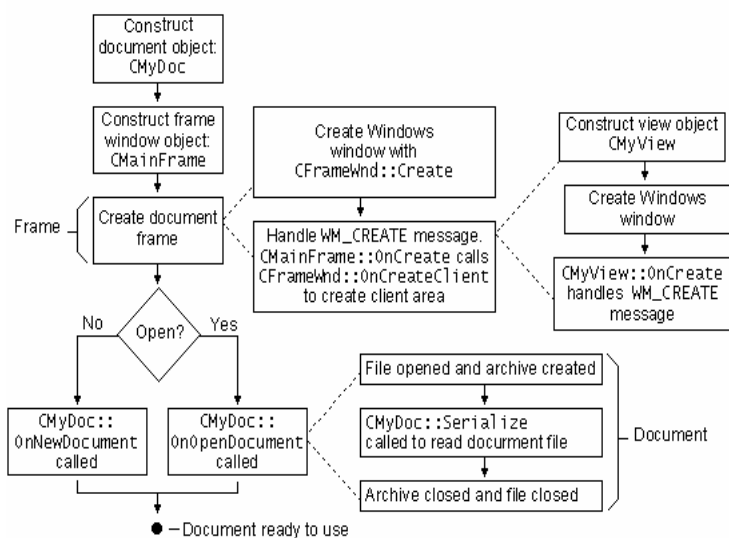 Construct
document object:
CMyDoc
Construct frame
window object:
CMainFrame
Frame
Create document
frame
Create Windows
window with
CFrameWnd::Create
Handle WM_CREATE message.
CMainFrame::OnCreate calls
CFrameWnd::OnCreateClient
to create client area
Construct view object
CMyView
Create Windows
window
CMyView::OnCreate
handles WM_CREATE
message
No
Open?
Yes
CMyDoc::
OnNewDocument
called
CMyDoc::
OnOpenDocument
called
File opened and archive created
CMyDoc::Serialize
called to read docurment file
Archive closed and file closed
Document
Document ready to use